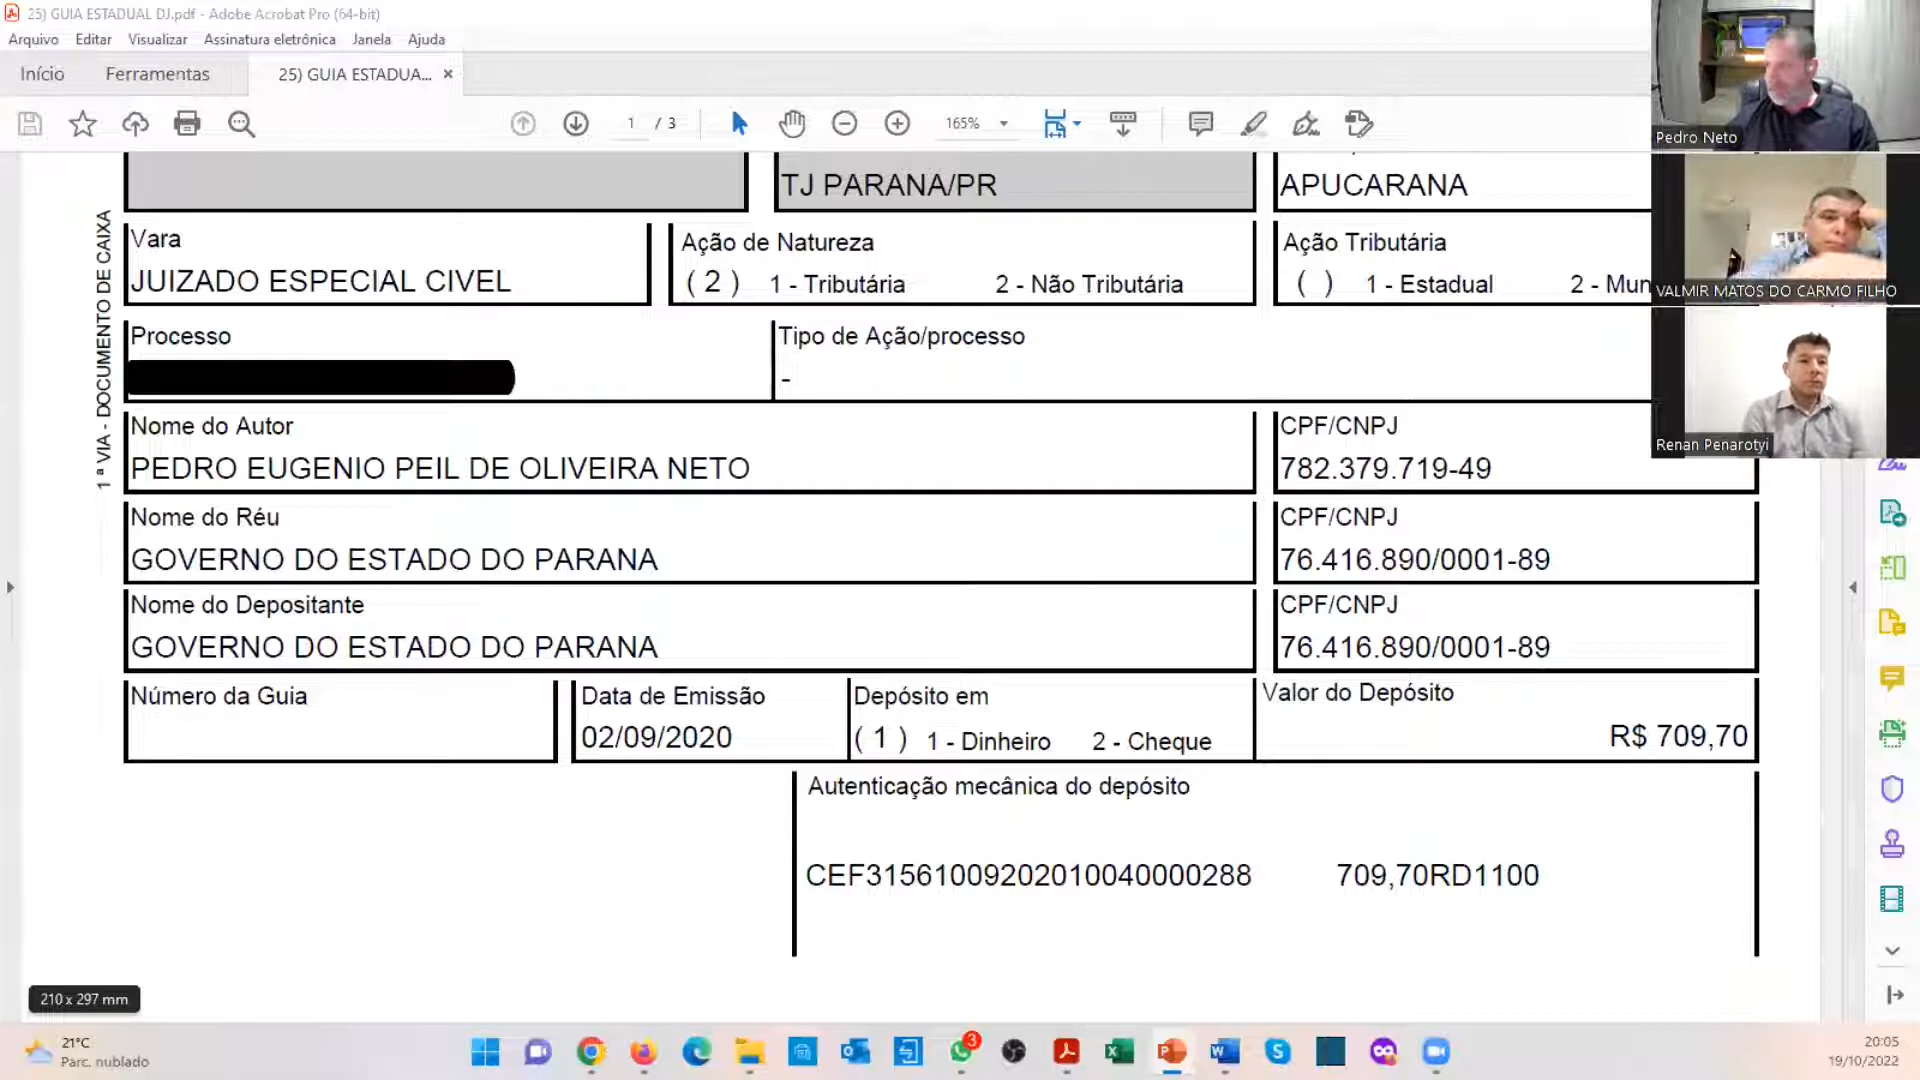 25) GUIA ESTADUAL DJ.pdf - Adobe Acrobat Pro (64-bit)
Arquivo Editar Visualizar Assinatura eletrônica Janela Ajuda
Início Ferramentas 25) GUIA ESTADUA... ×
1 / 3 165%
Pedro Neto
VALMIR MATOS DO CARMO FILHO
Renan Penarotyi
1 ª VIA - DOCUMENTO DE CAIXA
TJ PARANA/PR
APUCARANA
Vara
JUIZADO ESPECIAL CIVEL
Ação de Natureza
( 2 ) 1 - Tributária 2 - Não Tributária
Ação Tributária
( ) 1 - Estadual 2 - Mun
Processo
Tipo de Ação/processo
-
Nome do Autor
PEDRO EUGENIO PEIL DE OLIVEIRA NETO
CPF/CNPJ
782.379.719-49
Nome do Réu
GOVERNO DO ESTADO DO PARANA
CPF/CNPJ
76.416.890/0001-89
Nome do Depositante
GOVERNO DO ESTADO DO PARANA
CPF/CNPJ
76.416.890/0001-89
Número da Guia
Data de Emissão
02/09/2020
Depósito em
( 1 ) 1 - Dinheiro 2 - Cheque
Valor do Depósito
R$ 709,70
Autenticação mecânica do depósito
CEF31561009202010040000288 709,70RD1100
210 x 297 mm
21°C
Parc. nublado
3
20:05
19/10/2022